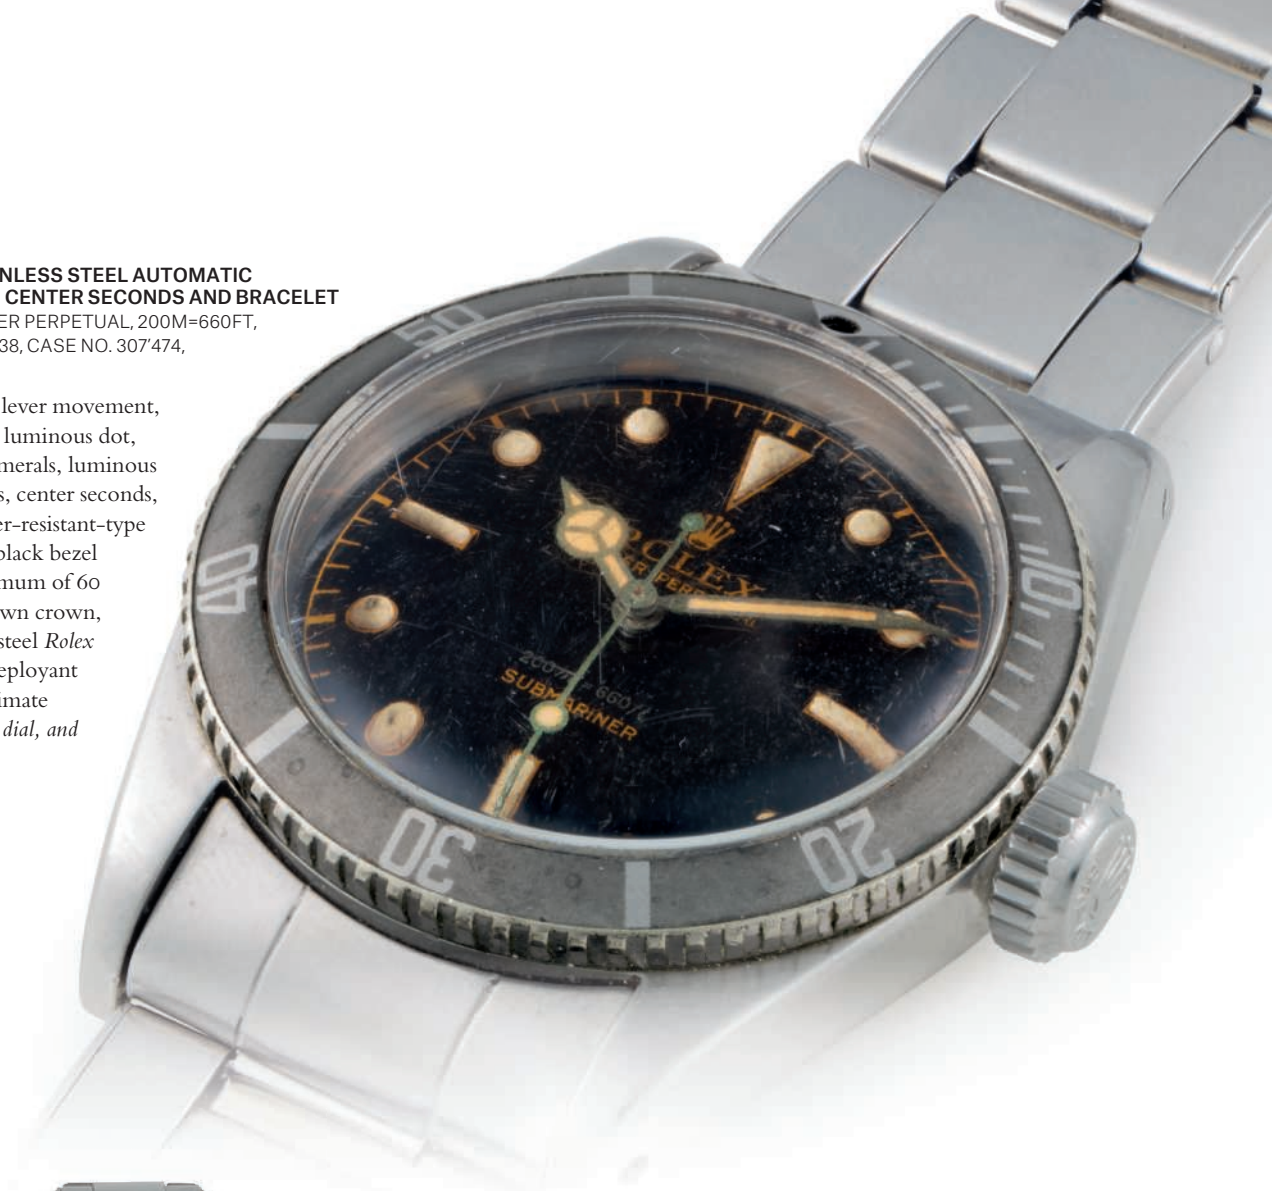 NLESS STEEL AUTOMATIC
CENTER SECONDS AND BRACELET
ER PERPETUAL, 200M=660FT,
38, CASE NO. 307'474,
lever movement,
luminous dot,
merals, luminous
s, center seconds,
er-resistant-type
black bezel
mum of 60
wn crown,
steel Rolex
eployant
imate
dial, and
50
10
40
ROLEX
200m = 660ft
SUBMARINER
30
20